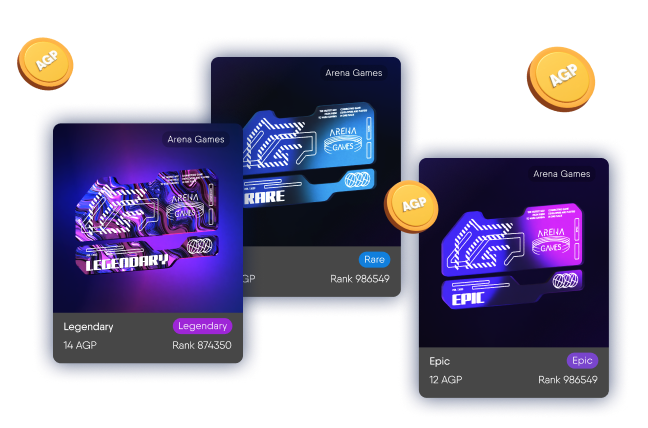 AGP
AGP
AGP
Arena Games
ARENA
GAMES
RARE
Rare
GP
Rank 986549
Arena Games
ARENA
GAMES
LEGENDARY
Legendary
Legendary
14 AGP
Rank 874350
Arena Games
ARENA
GAMES
EPIC
Epic
Epic
12 AGP
Rank 986549